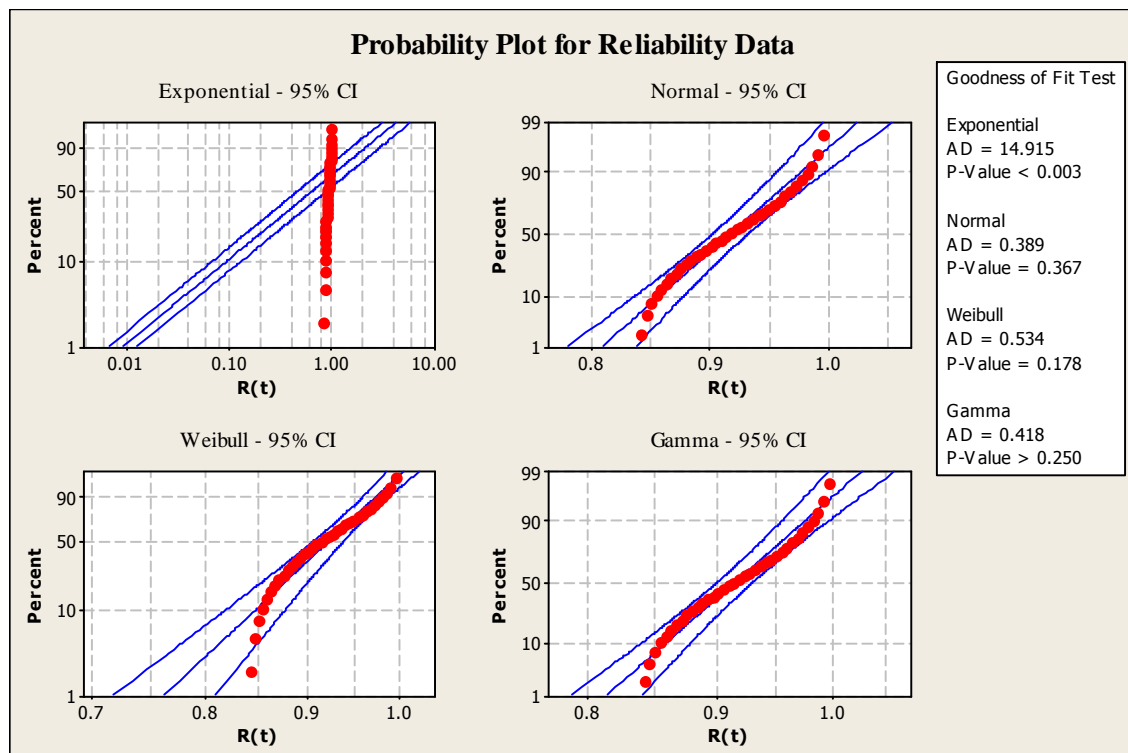 Probability Plot for Reliability Data
Exponential - 95% CI
Percent
90
50
10
1
0.01
0.10
1.00
10.00
R(t)
Normal - 95% CI
Percent
99
90
50
10
1
0.8
0.9
1.0
R(t)
Weibull - 95% CI
Percent
90
50
10
1
0.7
0.8
0.9
1.0
R(t)
Gamma - 95% CI
Percent
99
90
50
10
1
0.8
0.9
1.0
R(t)
Goodness of Fit Test
Exponential
AD = 14.915
P-Value < 0.003
Normal
AD = 0.389
P-Value = 0.367
Weibull
AD = 0.534
P-Value = 0.178
Gamma
AD = 0.418
P-Value > 0.250